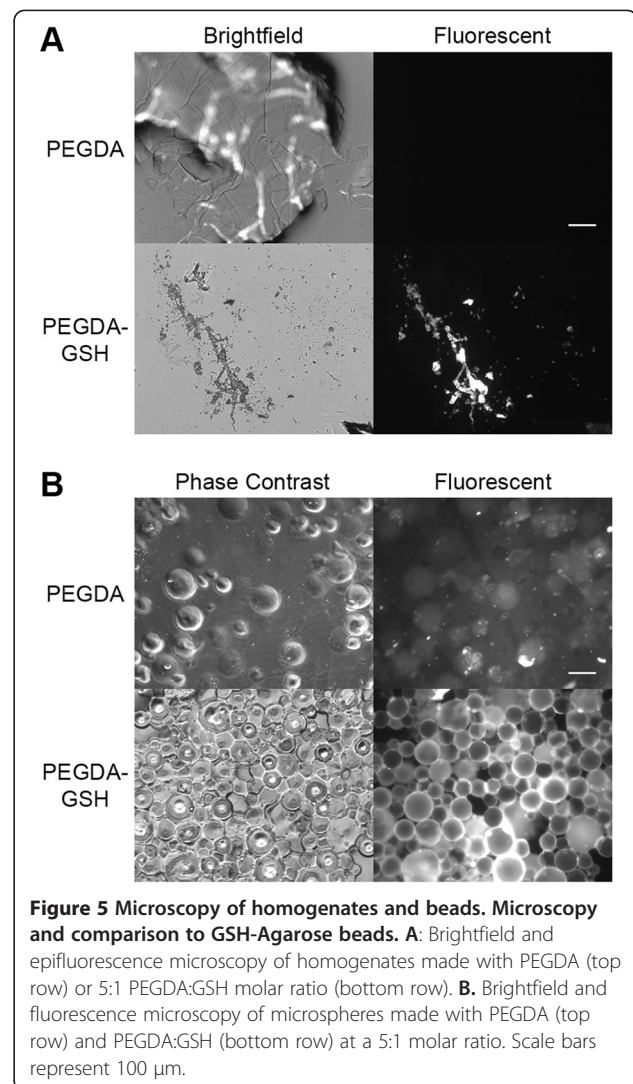 A
Brightfield Fluorescent
PEGDA
PEGDA-
GSH
B
Phase Contrast Fluorescent
PEGDA
PEGDA-
GSH
Figure 5 Microscopy of homogenates and beads. Microscopy
and comparison to GSH-Agarose beads. A: Brightfield and
epifluorescence microscopy of homogenates made with PEGDA (top
row) or 5:1 PEGDA:GSH molar ratio (bottom row). B. Brightfield and
fluorescence microscopy of microspheres made with PEGDA (top
row) and PEGDA:GSH (bottom row) at a 5:1 molar ratio. Scale bars
represent 100 μm.